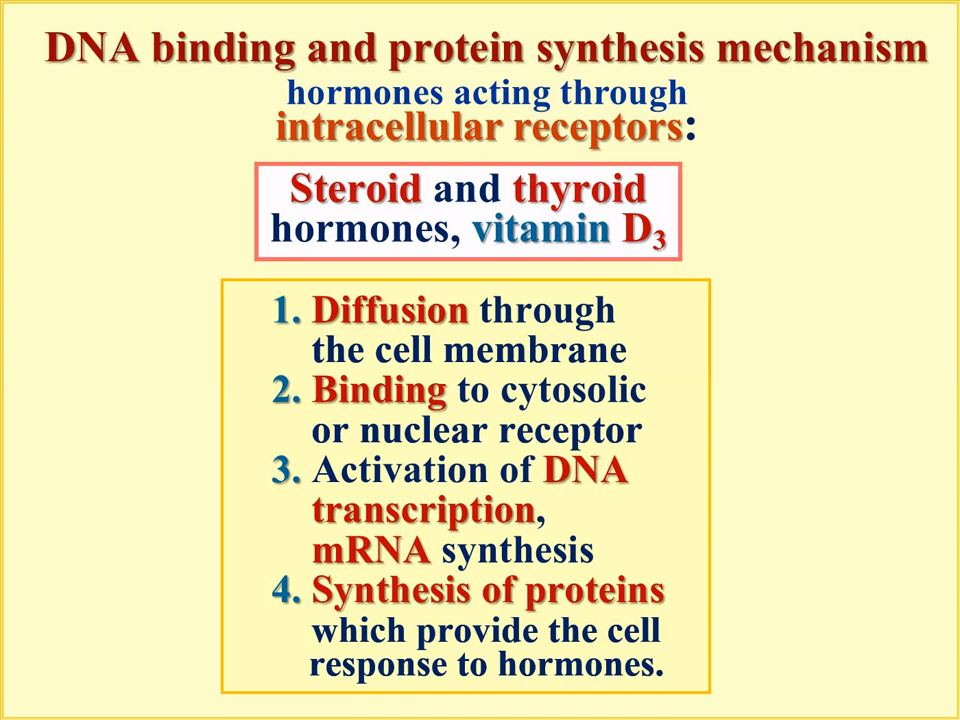 DNA binding and protein synthesis mechanism
hormones acting through
intracellular receptors:
Steroid and thyroid
hormones, vitamin D₃
1. Diffusion through
the cell membrane
2. Binding to cytosolic
or nuclear receptor
3. Activation of DNA
transcription,
mRNA synthesis
4. Synthesis of proteins
which provide the cell
response to hormones.